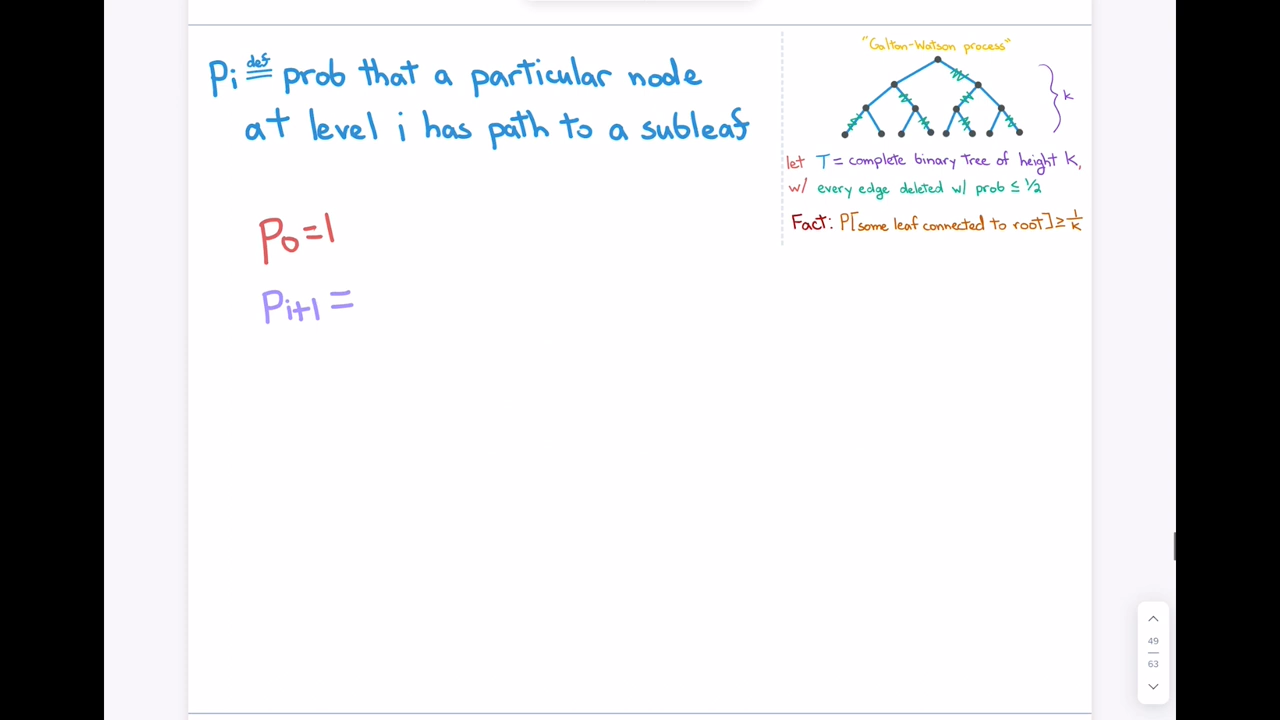 Pi def= prob that a particular node
at level i has path to a subleaf
P0=1
Pi+1=
"Galton-Watson process"
k
let T = complete binary tree of height k,
w/ every edge deleted w/ prob ≤ 1/2
Fact: P[some leaf connected to root] ≥ 1/k
49
63